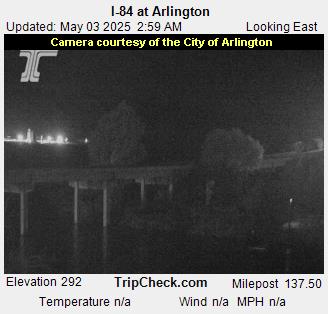 I-84 at Arlington
Updated: May 03 2025 2:59 AM Looking East
Camera courtesy of the City of Arlington
Elevation 292 TripCheck.com Milepost 137.50
Temperature n/a Wind n/a MPH n/a